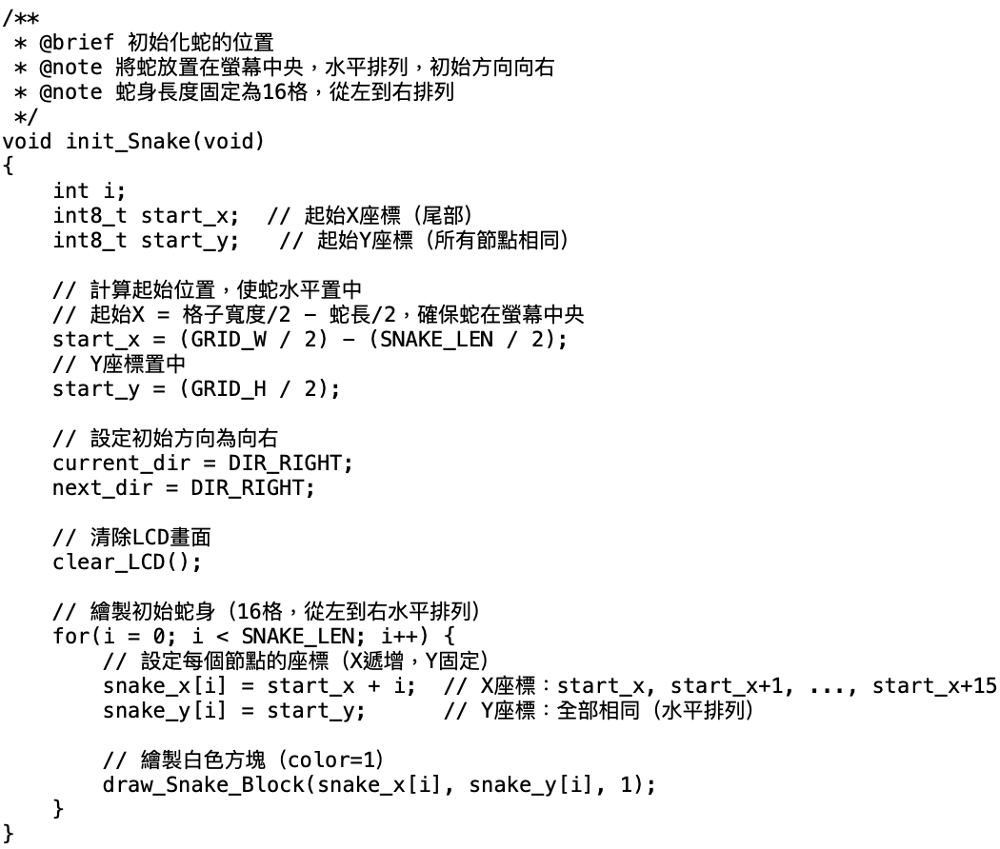 /**
 * @brief 初始化蛇的位置
 * @note 將蛇放置在螢幕中央，水平排列，初始方向向右
 * @note 蛇身長度固定為16格，從左到右排列
 */
void init_Snake(void)
{
    int i;
    int8_t start_x;  // 起始X座標（尾部）
    int8_t start_y;   // 起始Y座標（所有節點相同）

    // 計算起始位置，使蛇水平置中
    // 起始X = 格子寬度/2 - 蛇長/2，確保蛇在螢幕中央
    start_x = (GRID_W / 2) - (SNAKE_LEN / 2);
    // Y座標置中
    start_y = (GRID_H / 2);

    // 設定初始方向為向右
    current_dir = DIR_RIGHT;
    next_dir = DIR_RIGHT;

    // 清除LCD畫面
    clear_LCD();

    // 繪製初始蛇身（16格，從左到右水平排列）
    for(i = 0; i < SNAKE_LEN; i++) {
        // 設定每個節點的座標（X遞增，Y固定）
        snake_x[i] = start_x + i;  // X座標：start_x, start_x+1, ..., start_x+15
        snake_y[i] = start_y;      // Y座標：全部相同（水平排列）

        // 繪製白色方塊（color=1）
        draw_Snake_Block(snake_x[i], snake_y[i], 1);
    }
}